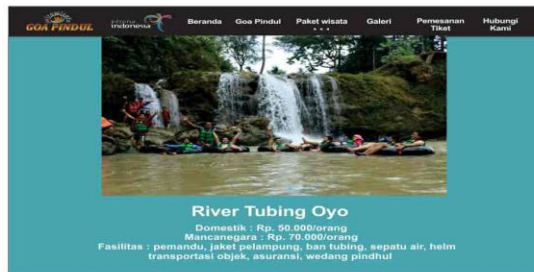 GOA PINDUL
indonesia
Beranda
Goa Pindul
Paket wisata
Galeri
Pemesanan Tiket
Hubungi Kami
River Tubing Oyo
Domestik : Rp. 50.000/orang
Mancanegara : Rp. 70.000/orang
Fasilitas : pemandu, jaket pelampung, ban tubing, sepatu air, helm
transportasi objek, asuransi, wedang pindhul